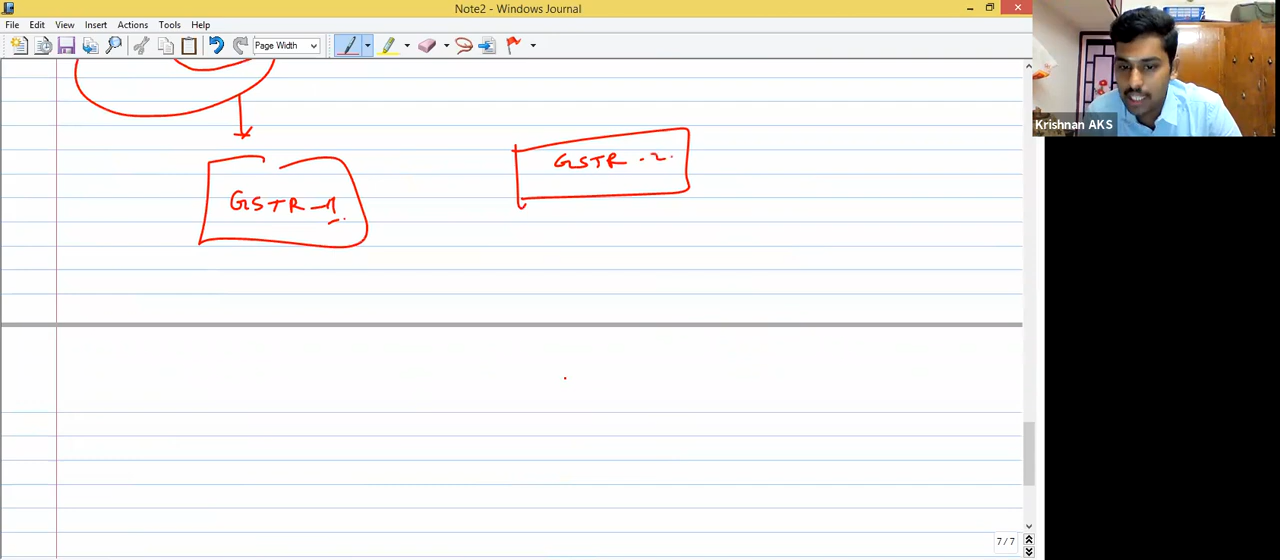 Note2 - Windows Journal
File Edit View Insert Actions Tools Help
Page Width
Krishnan AKS
GSTR - 2.
GSTR - 1.
7 / 7